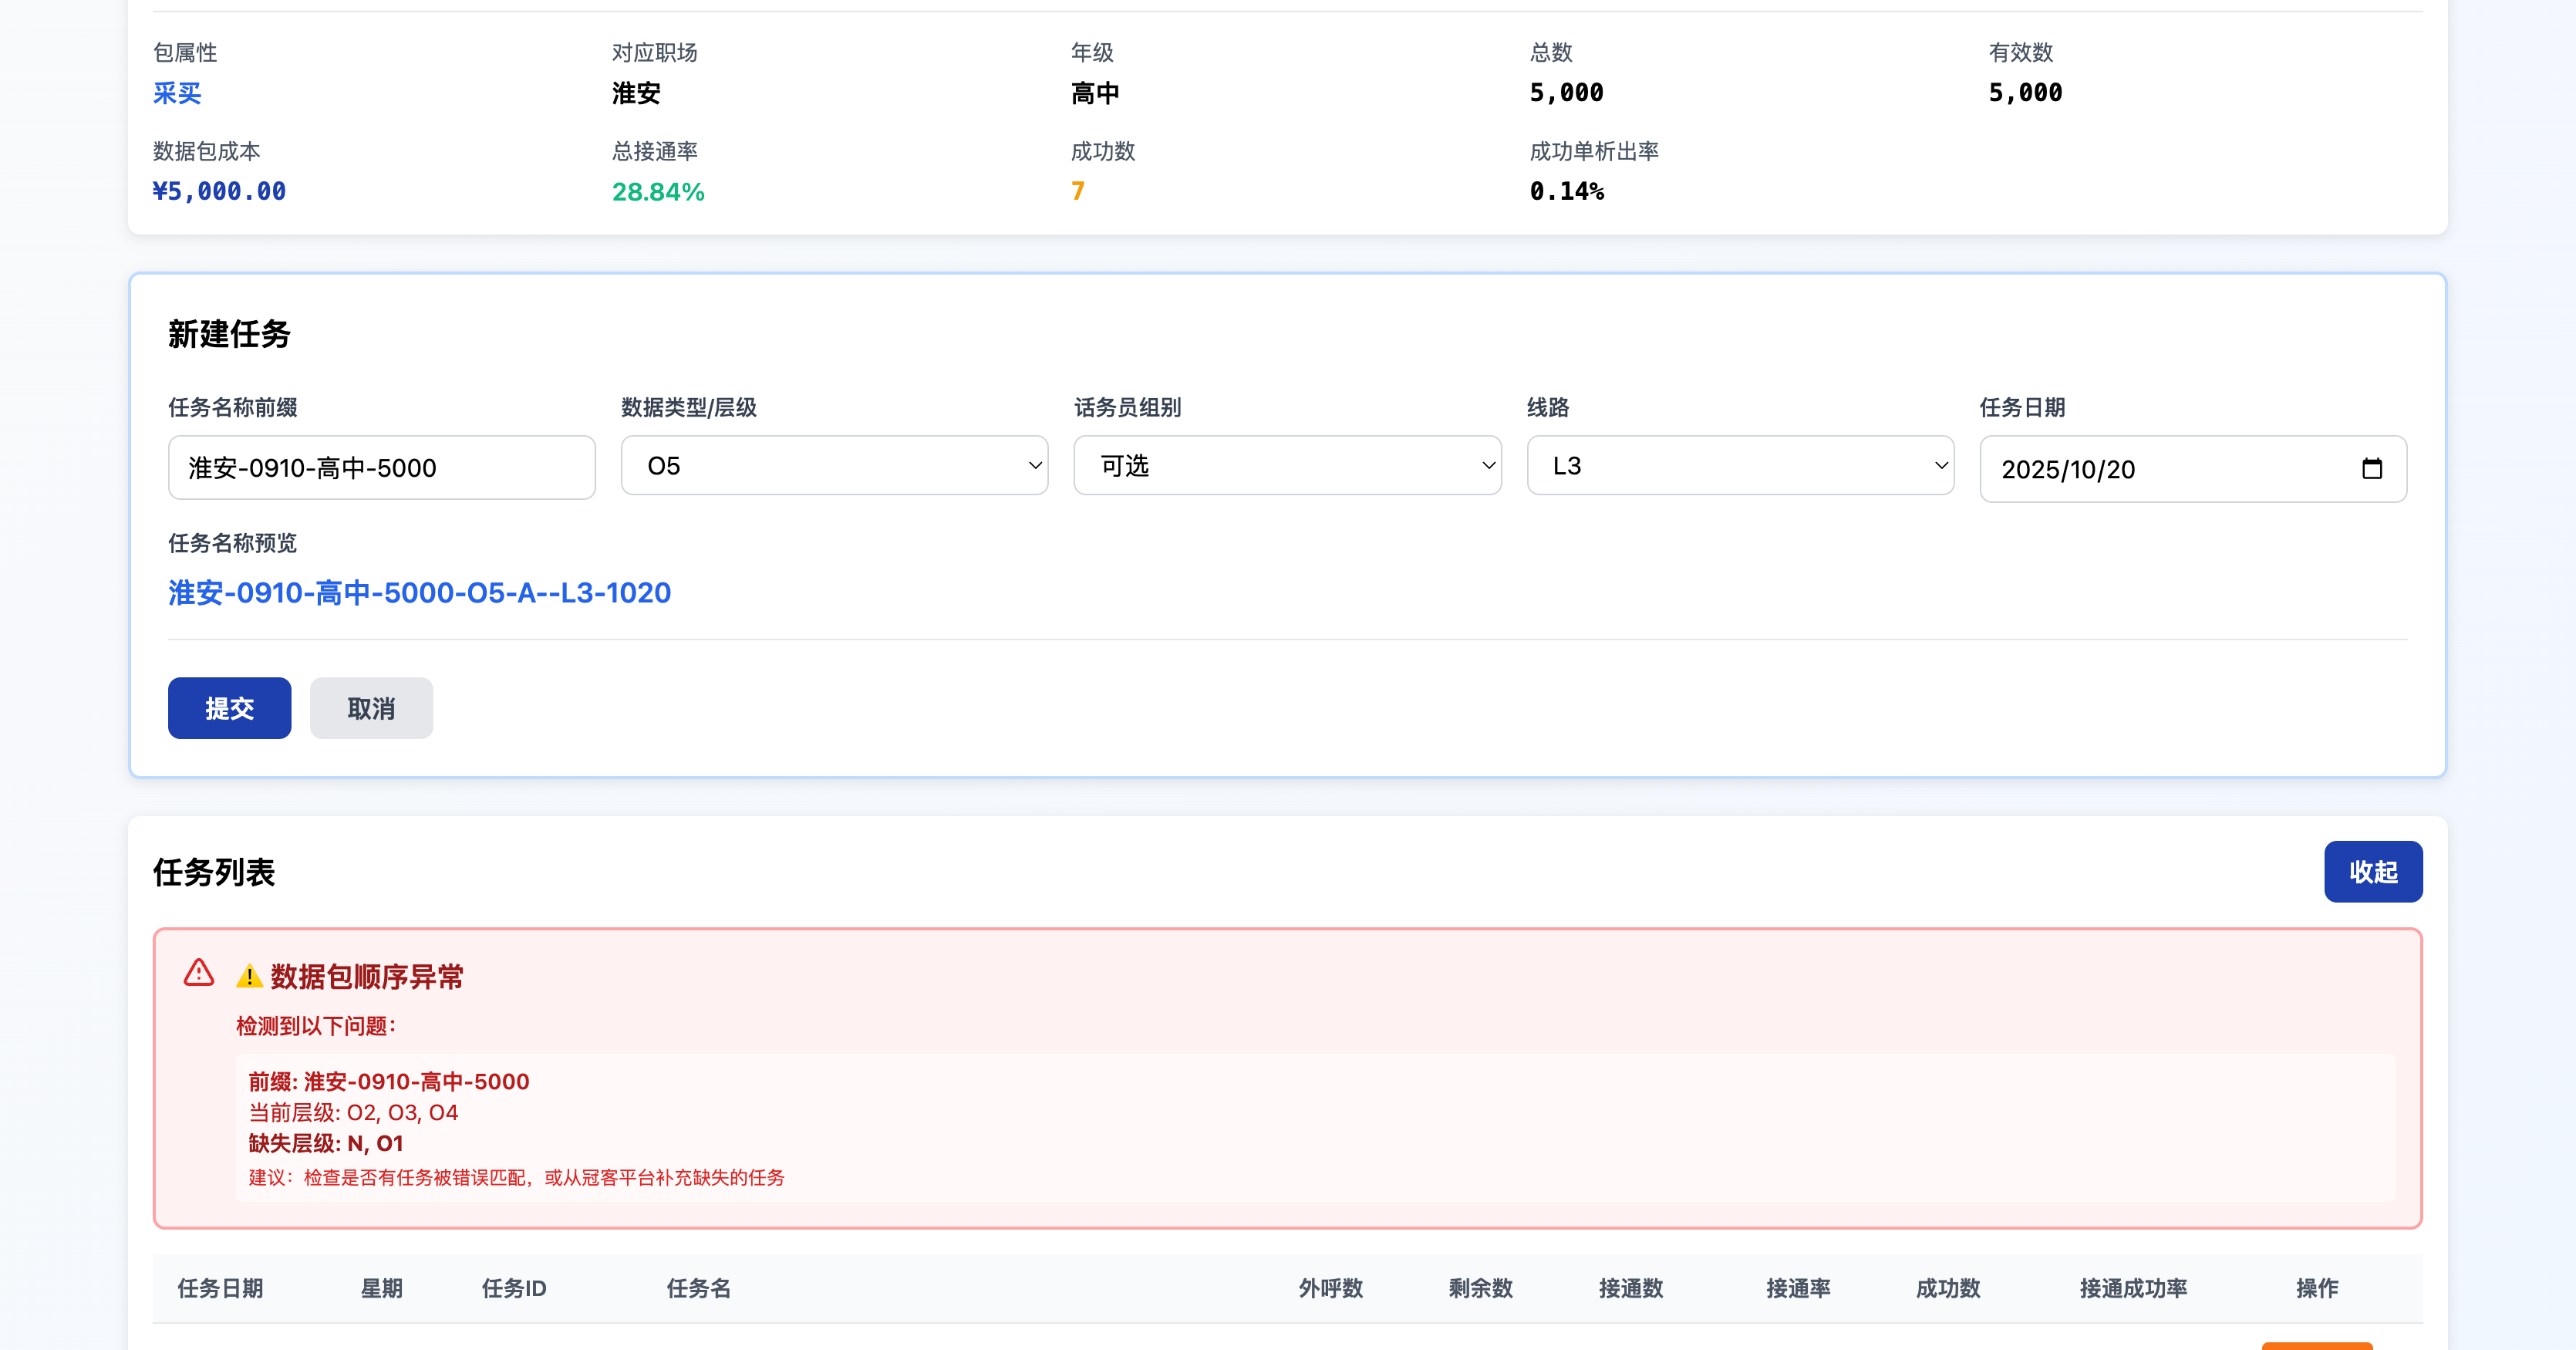 包属性 对应职场 年级 总数 有效数
采买 淮安 高中 5,000 5,000
数据包成本 总接通率 成功数 成功单析出率
¥5,000.00 28.84% 7 0.14%
新建任务
任务名称前缀 数据类型/层级 话务员组别 线路 任务日期
淮安-0910-高中-5000 O5 可选 L3 2025/10/20
任务名称预览
淮安-0910-高中-5000-O5-A--L3-1020
提交 取消
任务列表 收起
⚠️ 数据包顺序异常
检测到以下问题：
前缀: 淮安-0910-高中-5000
当前层级: O2, O3, O4
缺失层级: N, O1
建议：检查是否有任务被错误匹配，或从冠客平台补充缺失的任务
任务日期 星期 任务ID 任务名 外呼数 剩余数 接通数 接通率 成功数 接通成功率 操作